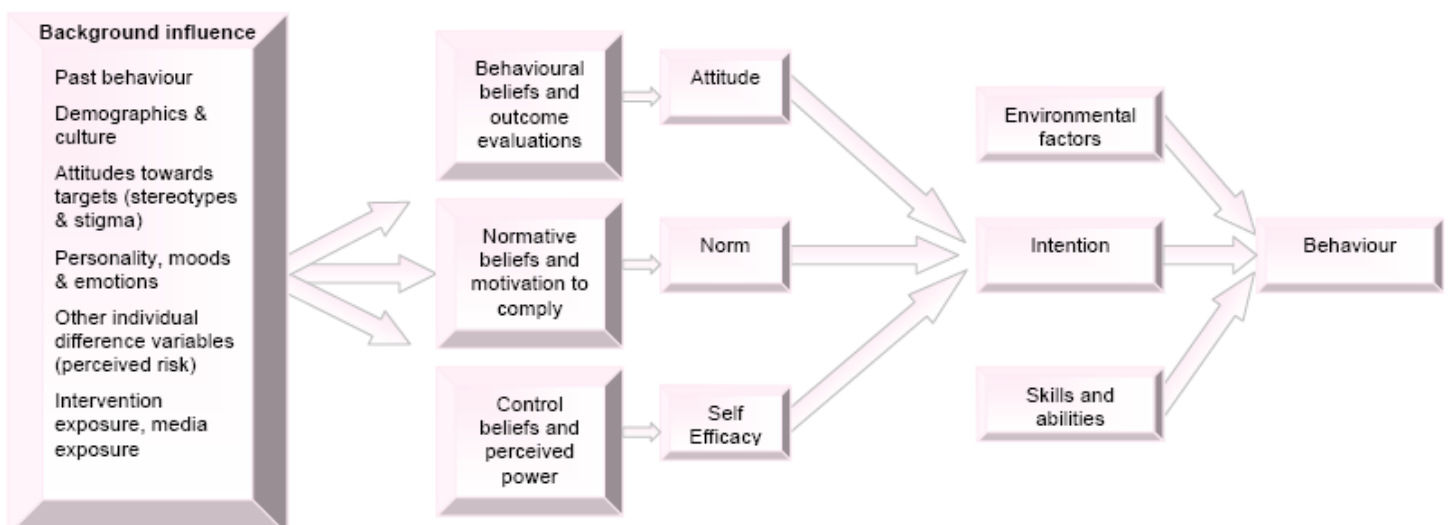 Background influence
Past behaviour
Demographics &
culture
Attitudes towards
targets (stereotypes
& stigma)
Personality, moods
& emotions
Other individual
difference variables
(perceived risk)
Intervention
exposure, media
exposure
Behavioural
beliefs and
outcome
evaluations
Normative
beliefs and
motivation to
comply
Control
beliefs and
perceived
power
Attitude
Norm
Self
Efficacy
Environmental
factors
Intention
Skills and
abilities
Behaviour